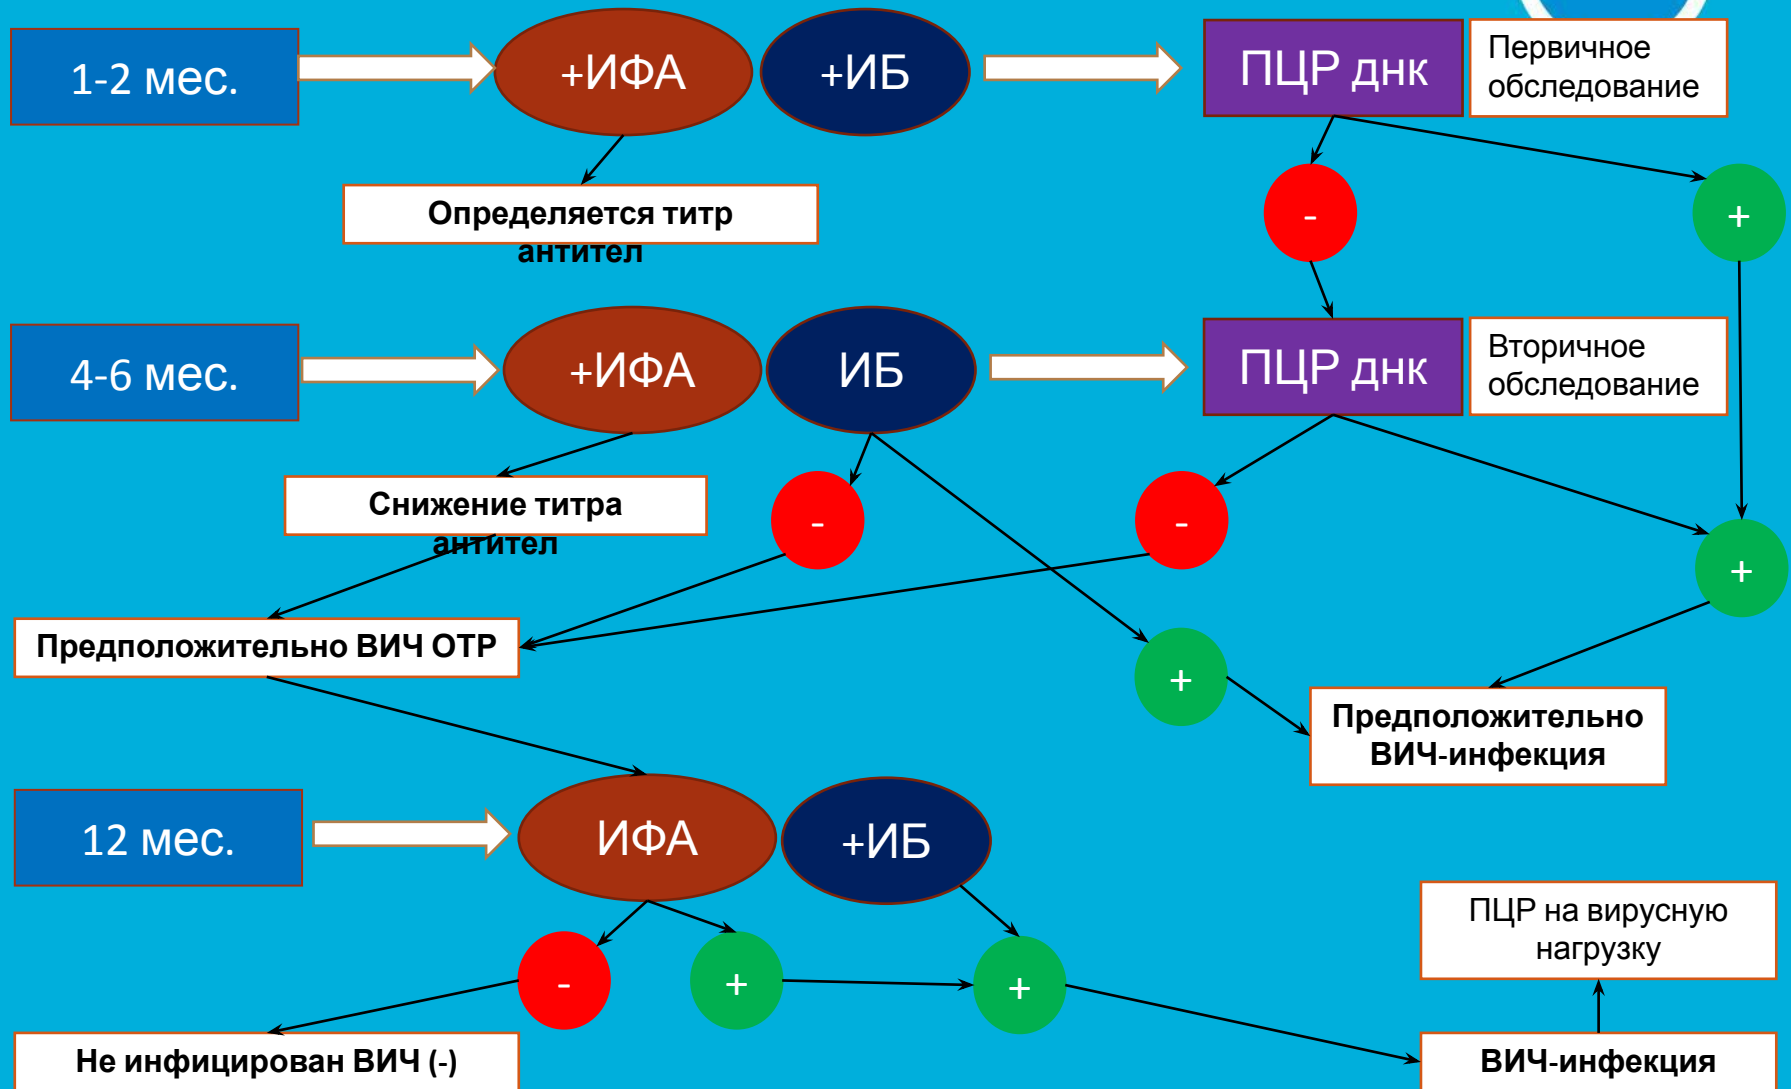 1-2 мес.
+ИФА
+ИБ
ПЦР днк
Первичное
обследование
Определяется титр
антител
-
+
4-6 мес.
+ИФА
ИБ
ПЦР днк
Вторичное
обследование
Снижение титра
антител
-
-
+
Предположительно ВИЧ ОТР
+
Предположительно
ВИЧ-инфекция
12 мес.
ИФА
+ИБ
ПЦР на вирусную
нагрузку
-
+
+
Не инфицирован ВИЧ (-)
ВИЧ-инфекция